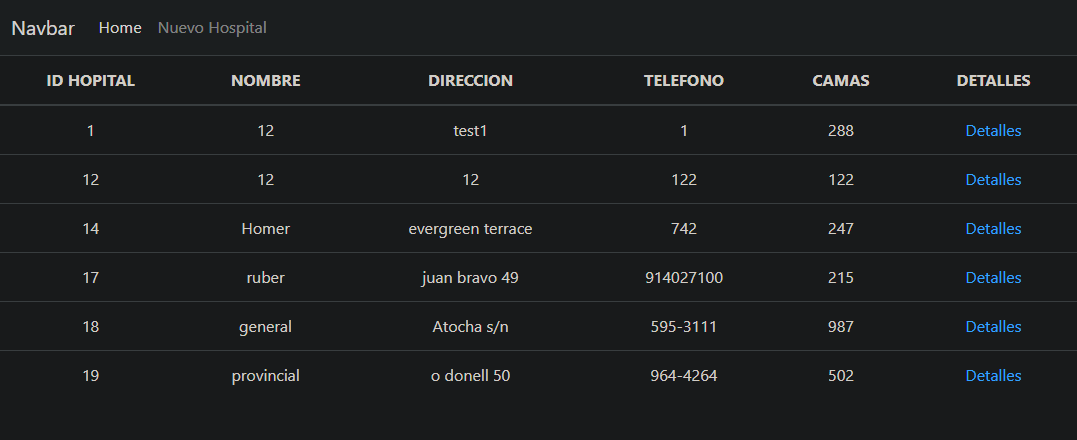 Navbar Home Nuevo Hospital
ID HOPITAL NOMBRE DIRECCION TELEFONO CAMAS DETALLES
1 12 test1 1 288 Detalles
12 12 12 122 122 Detalles
14 Homer evergreen terrace 742 247 Detalles
17 ruber juan bravo 49 914027100 215 Detalles
18 general Atocha s/n 595-3111 987 Detalles
19 provincial o donell 50 964-4264 502 Detalles